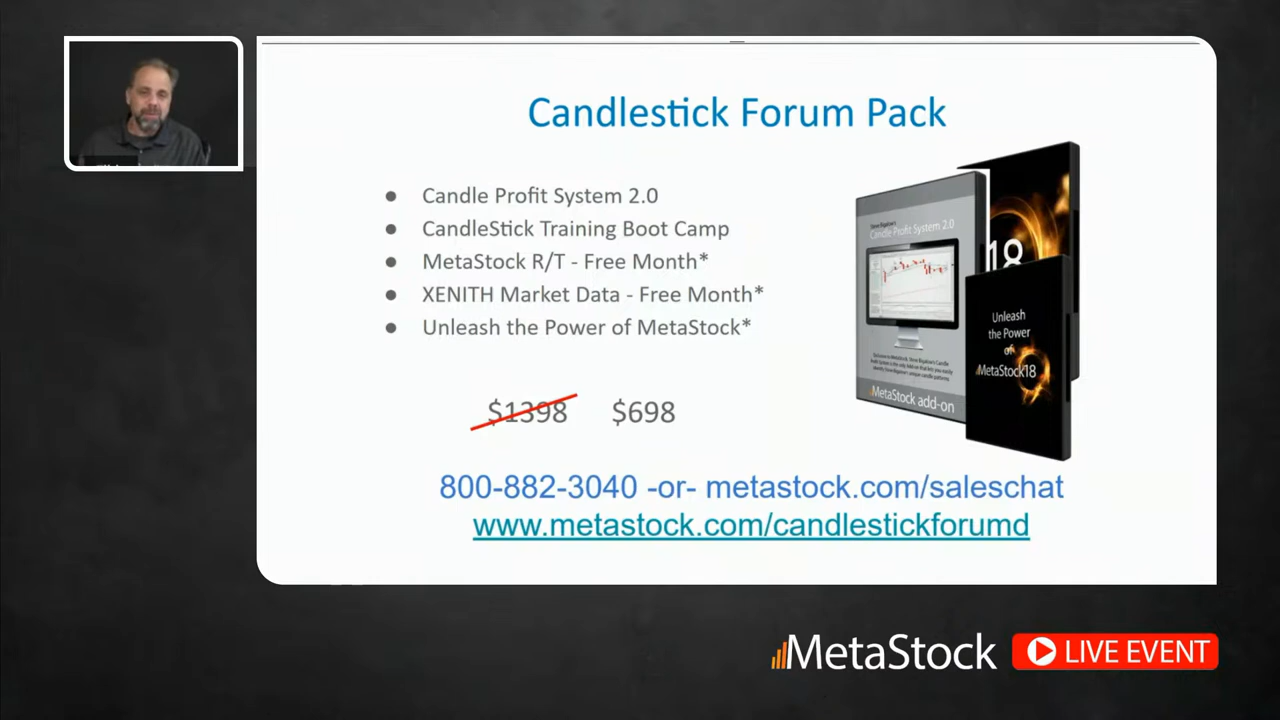 Candlestick Forum Pack
● Candle Profit System 2.0
● CandleStick Training Boot Camp
● MetaStock R/T - Free Month*
● XENITH Market Data - Free Month*
● Unleash the Power of MetaStock*
$1398 $698
800-882-3040 -or- metastock.com/saleschat
www.metastock.com/candlestickforumd
Candle Profit System 2.0
MetaStock add-on
18
Unleash
the Power
of
MetaStock18
MetaStock LIVE EVENT